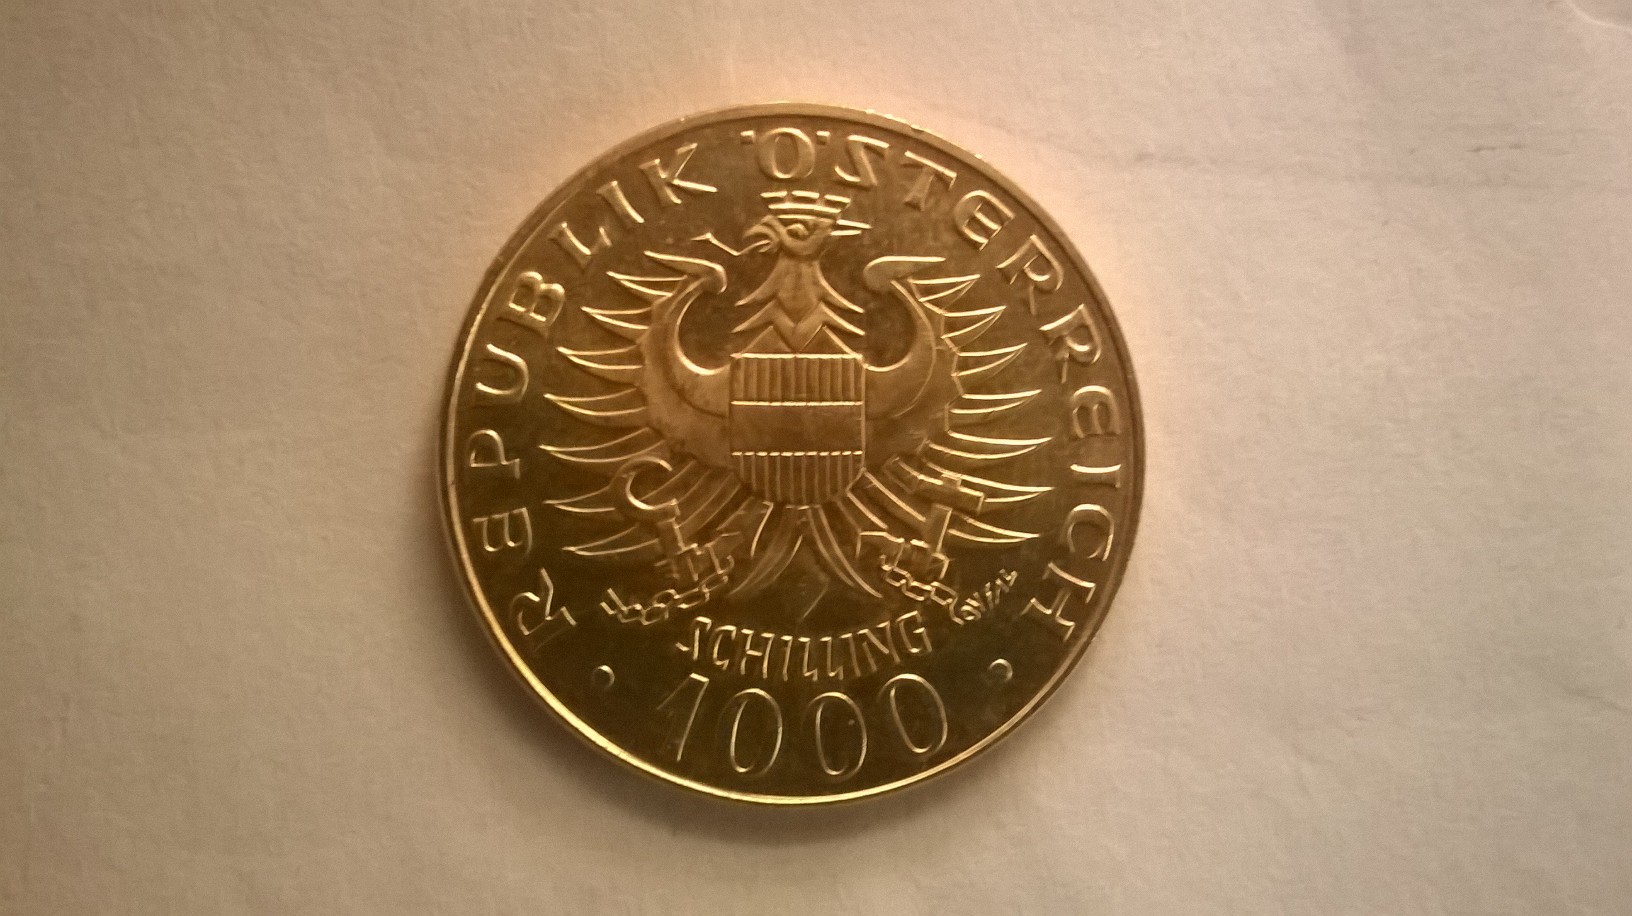 REPUBLIK ÖSTERREICH
SCHILLING
1000